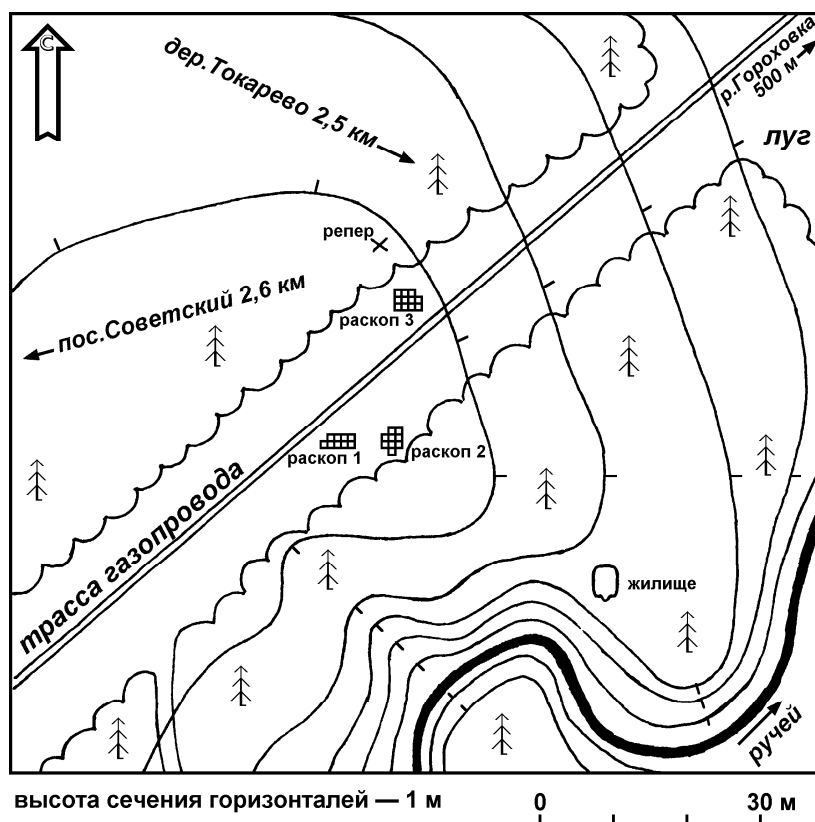 С
дер.Токарево 2,5 км
р.Гороховка
500 м
луг
репер
пос.Советский 2,6 км
раскоп 3
раскоп 1
раскоп 2
трасса газопровода
жилище
ручей
высота сечения горизонталей — 1 м
0
30 м